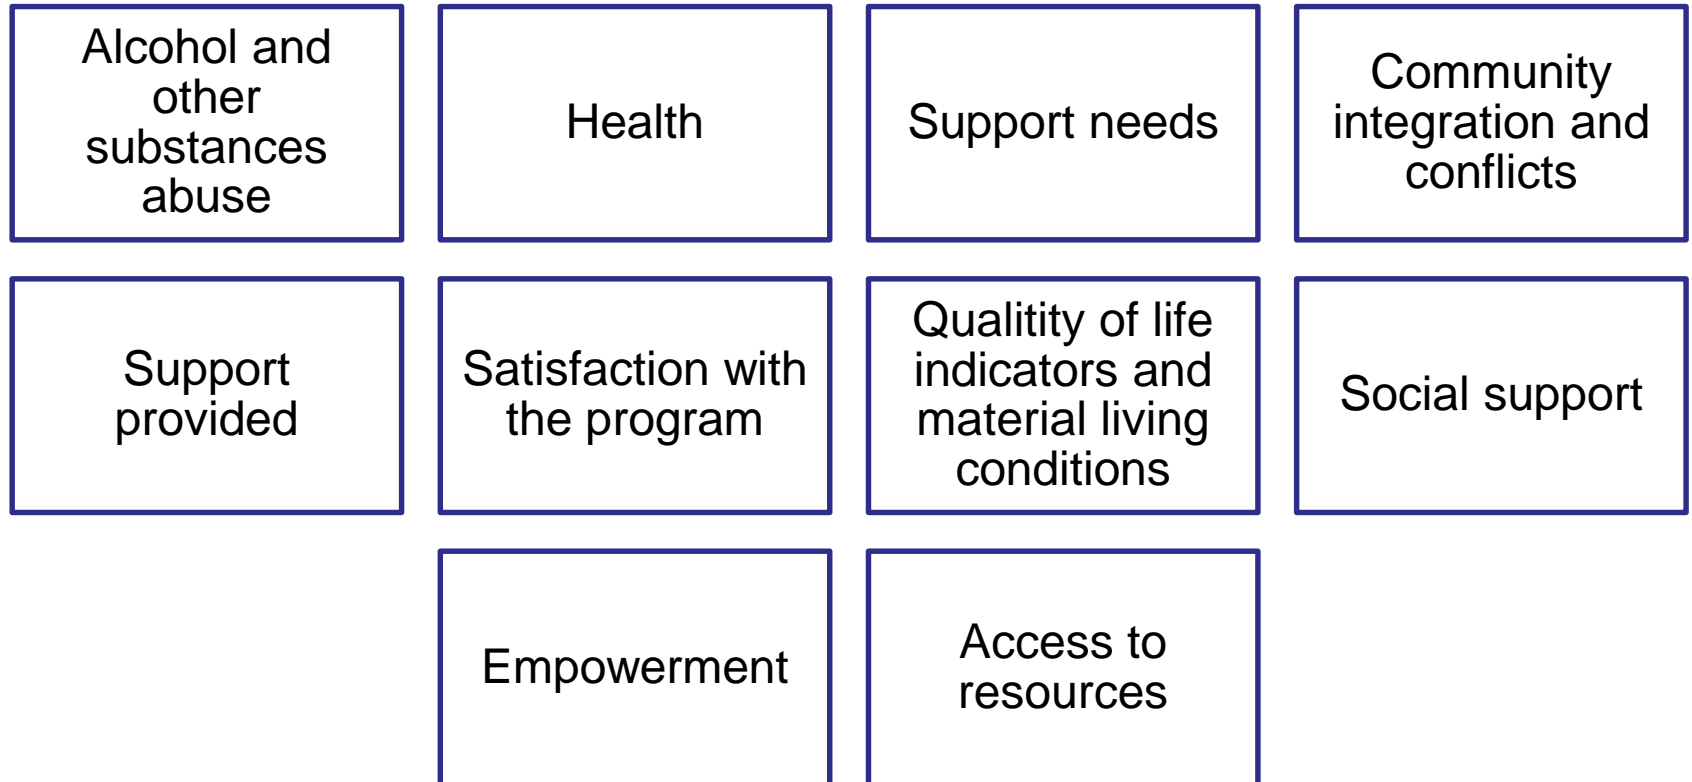 Alcohol and
other
substances
abuse
Health
Support needs
Community
integration and
conflicts
Support
provided
Satisfaction with
the program
Qualitity of life
indicators and
material living
conditions
Social support
Empowerment
Access to
resources